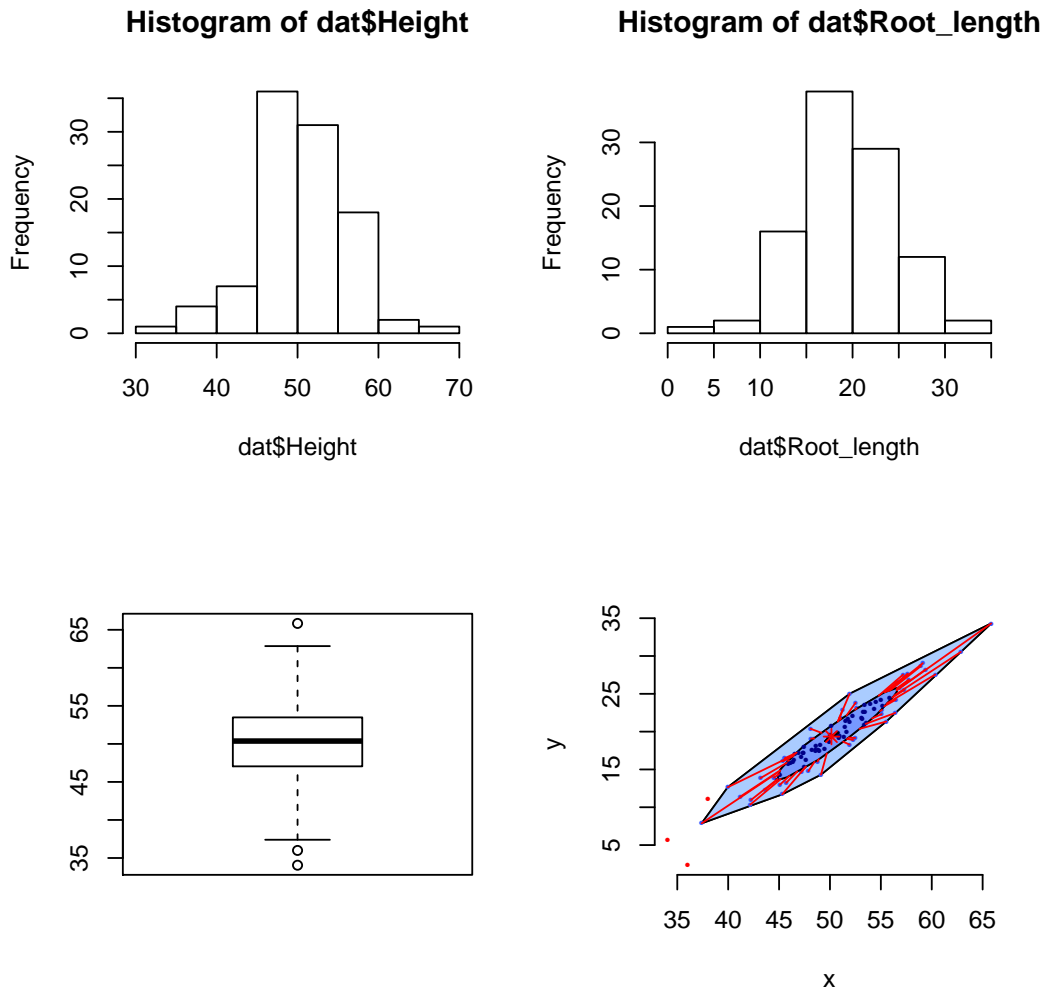 Histogram of dat$Height
Frequency
0 10 20 30
30 40 50 60 70
dat$Height
Histogram of dat$Root_length
Frequency
0 10 20 30
0 5 10 20 30
dat$Root_length
35 45 55 65
y
5 15 25 35
35 40 45 50 55 60 65
x